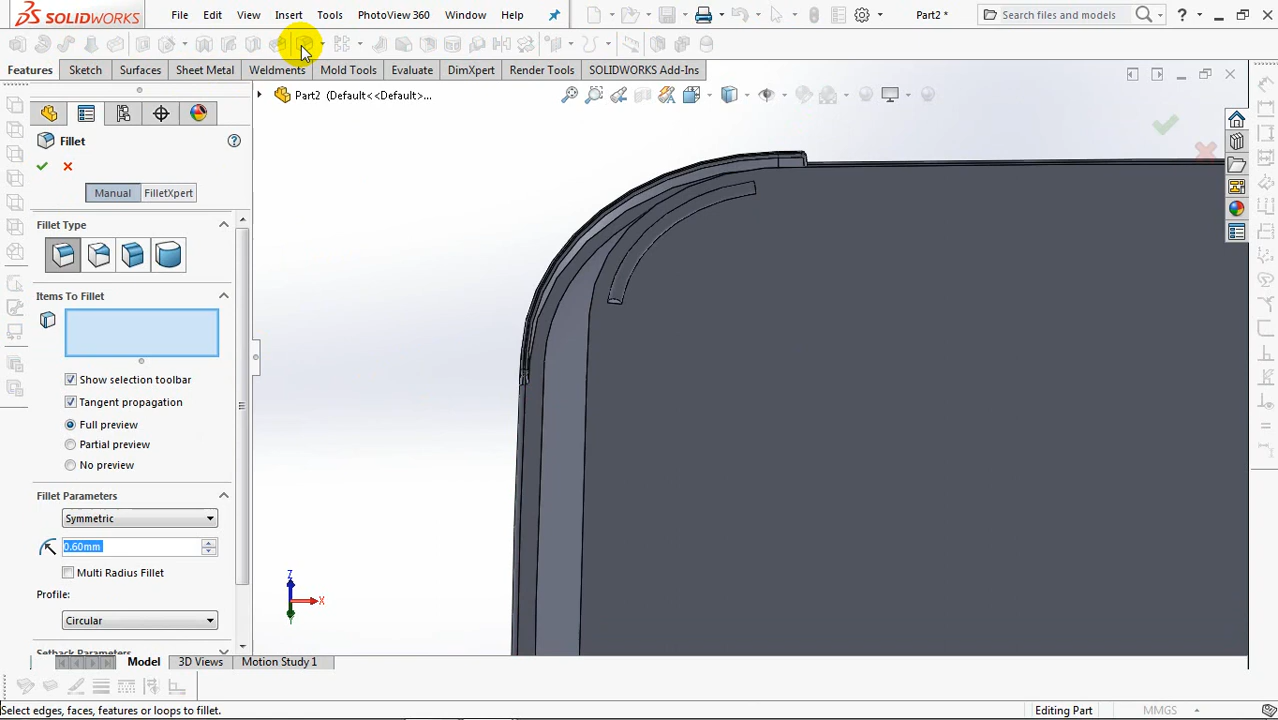 SOLIDWORKS File Edit View Insert Tools PhotoView 360 Window Help Part2 * Search files and models ?
Features Sketch Surfaces Sheet Metal Weldments Mold Tools Evaluate DimXpert Render Tools SOLIDWORKS Add-Ins
Part2 (Default<<Default>...
Fillet
Manual FilletXpert
Fillet Type
Items To Fillet
Show selection toolbar
Tangent propagation
Full preview
Partial preview
No preview
Fillet Parameters
Symmetric
0.60mm
Multi Radius Fillet
Profile:
Circular
Setback Parameters
Z
X
Y
Model 3D Views Motion Study 1
Select edges, faces, features or loops to fillet. Editing Part MMGS